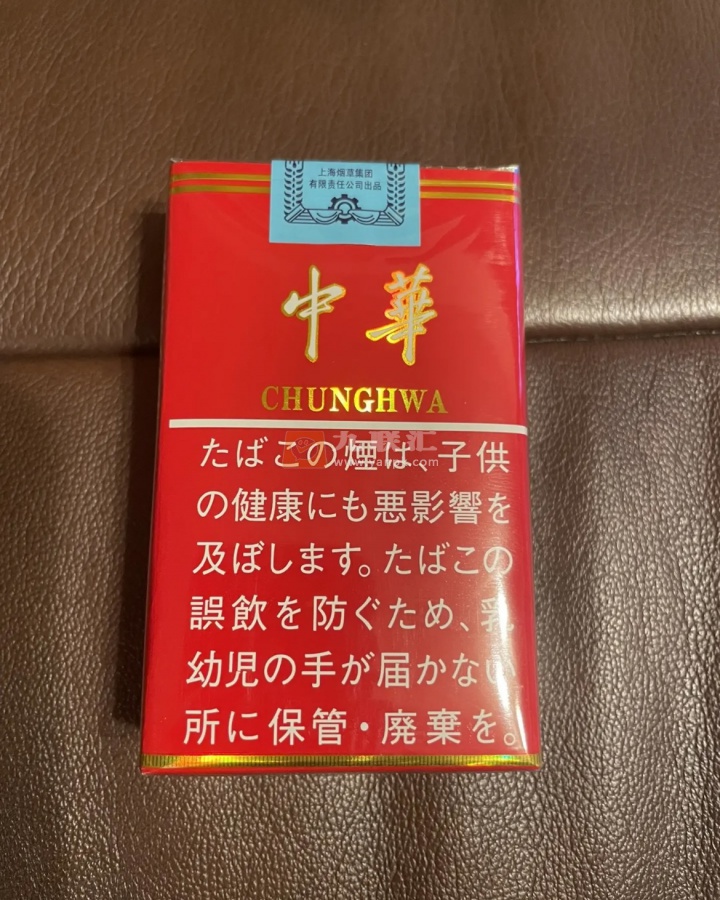 上海烟草集团
有限责任公司出品
中華
CHUNGHWA
たばこの煙は、子供
の健康にも悪影響を
及ぼします。たばこの
誤飲を防ぐため、乳
幼児の手が届かない
所に保管・廃棄を。
九联汇